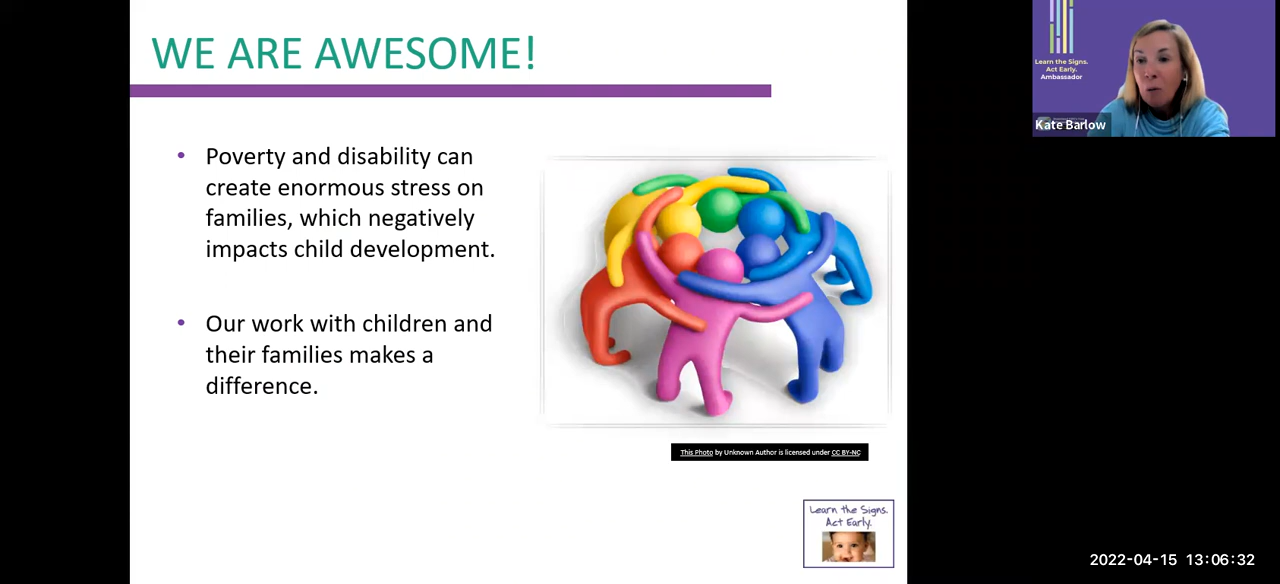 WE ARE AWESOME!
• Poverty and disability can
create enormous stress on
families, which negatively
impacts child development.
• Our work with children and
their families makes a
difference.
This Photo by Unknown Author is licensed under CC BY-NC
Learn the Signs.
Act Early.
Learn the Signs.
Act Early.
Ambassador
Kate Barlow
2022-04-15 13:06:32